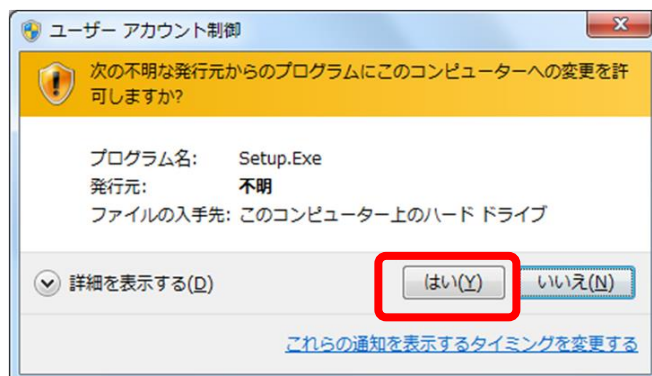 ユーザー アカウント制御
次の不明な発行元からのプログラムにこのコンピューターへの変更を許
可しますか?
プログラム名: Setup.Exe
発行元: 不明
ファイルの入手先: このコンピューター上のハード ドライブ
詳細を表示する(D) はい(Y) いいえ(N)
これらの通知を表示するタイミングを変更する